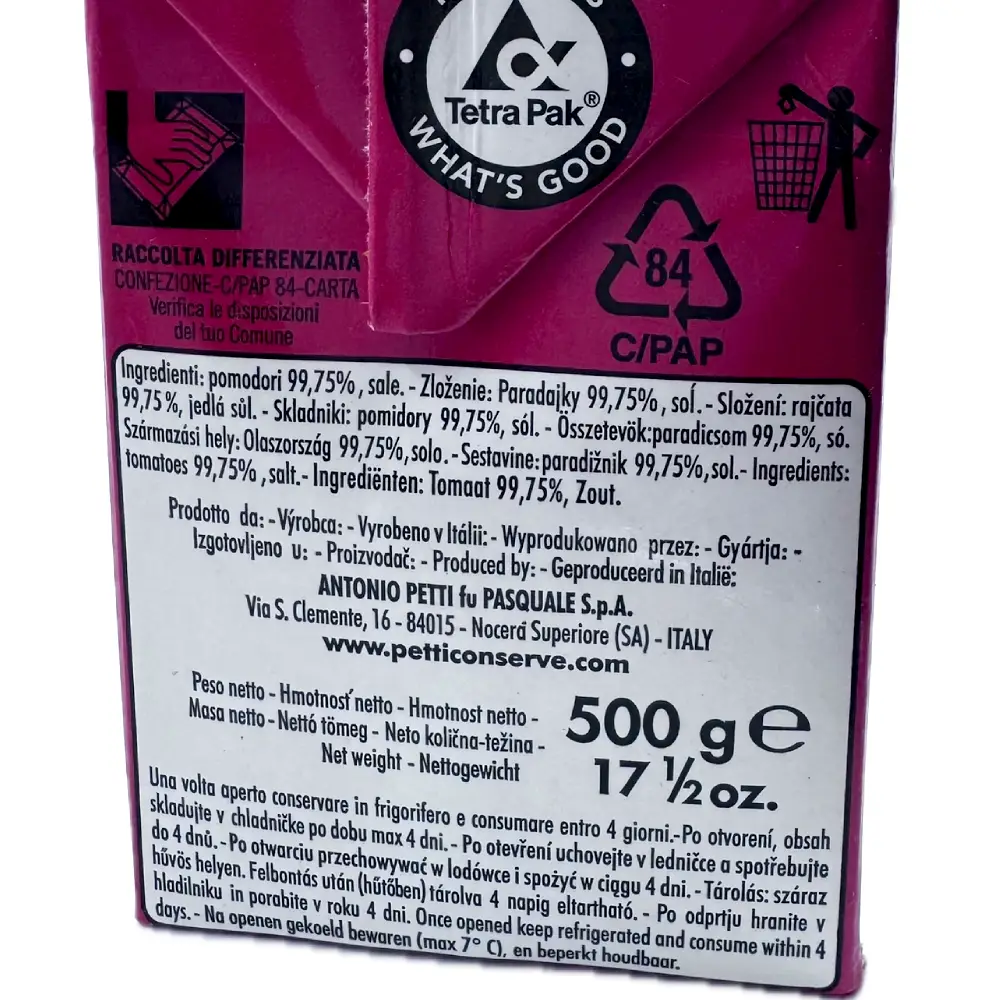 Tetra Pak®
WHAT'S GOOD
RACCOLTA DIFFERENZIATA
CONFEZIONE-C/PAP 84-CARTA
Verifica le disposizioni
del tuo Comune
84
C/PAP
Ingredienti: pomodori 99,75%, sale. - Zloženie: Paradajky 99,75%, soĺ. - Složení: rajčata
99,75%, jedlá sůl. - Skladniki: pomidory 99,75%, sól. - Összetevök:paradicsom 99,75%, só.
Származási hely: Olaszország 99,75%, solo. - Sestavine: paradižnik 99,75%, sol.- Ingredients:
tomatoes 99,75% ,salt.- Ingrediënten: Tomaat 99,75%, Zout.
Prodotto da: - Výrobca: - Vyrobeno v Itálii: - Wyprodukowano przez: - Gyártja: -
Izgotovljeno u: - Proizvodač: - Produced by: - Geproduceerd in Italië:
ANTONIO PETTI fu PASQUALE S.p.A.
Via S. Clemente, 16 - 84015 - Nocera Superiore (SA) - ITALY
www.petticonserve.com
Peso netto - Hmotnosť netto - Hmotnost netto -
Masa netto - Nettó tömeg - Neto količna-težina -
Net weight - Nettogewicht
500 g e
17 ½ oz.
Una volta aperto conservare in frigorifero e consumare entro 4 giorni.-Po otvorení, obsah
skladujte v chladničke po dobu max 4 dni. - Po otevření uchovejte v ledničce a spotřebujte
do 4 dnů. - Po otwarciu przechowywać w lodówce i spożyć w ciągu 4 dni. - Tárolás: száraz
hűvös helyen. Felbontás után (hűtőben) tárolva 4 napig eltartható. - Po odprtju hranite v
hladilniku in porabite v roku 4 dni. Once opened keep refrigerated and consume within 4
days. - Na openen gekoeld bewaren (max 7° C), en beperkt houdbaar.